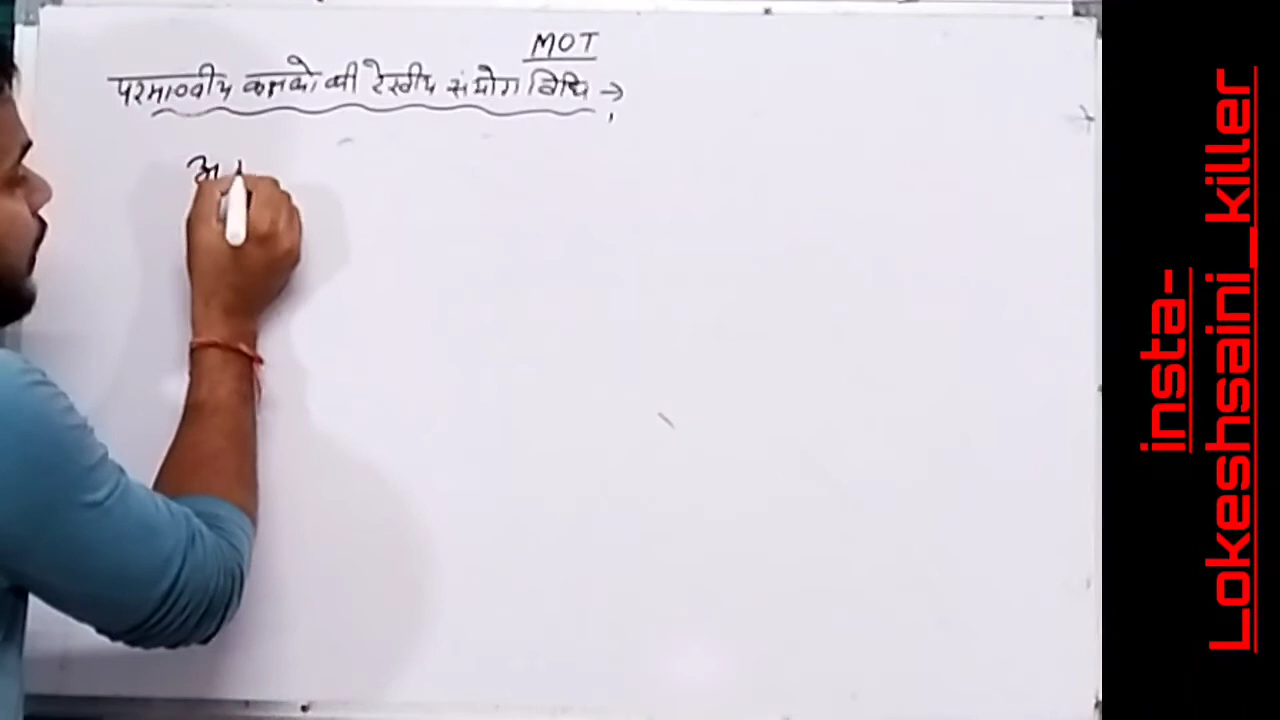 MOT
परमाण्वीय कक्षको की रेखीय संयोग विधि →
insta-
Lokeshsaini_killer